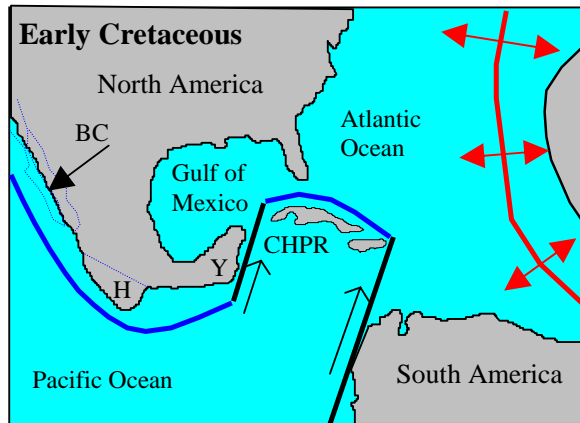 Early Cretaceous
North America
BC
Atlantic
Ocean
Gulf of
Mexico
CHPR
Y
H
Pacific Ocean
South America